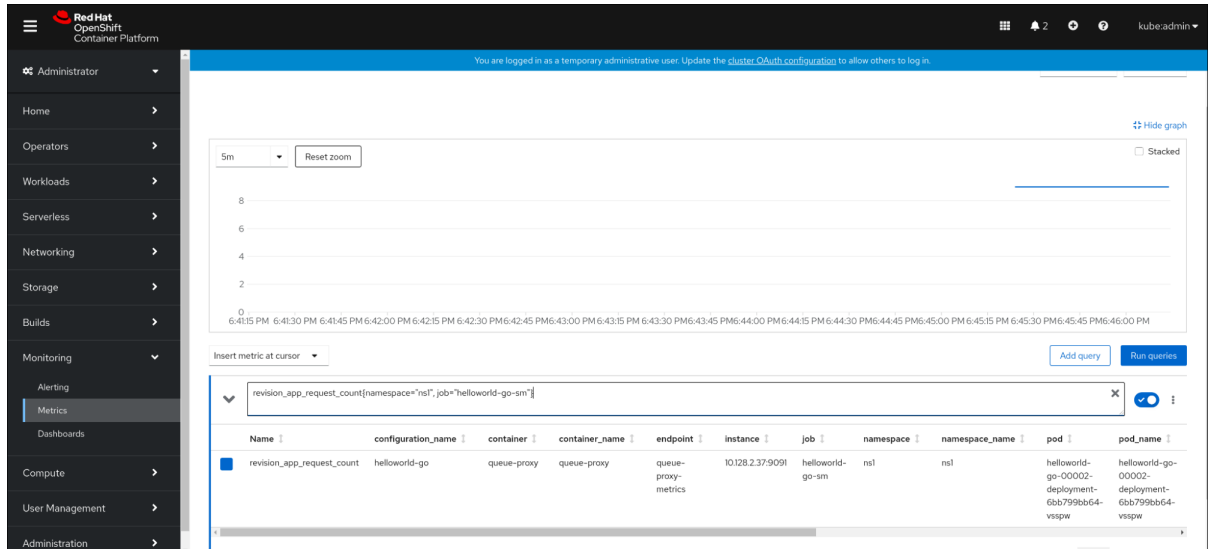 Red Hat
OpenShift
Container Platform
2
kube:admin
Administrator
You are logged in as a temporary administrative user. Update the cluster OAuth configuration to allow others to log in.
Home
Operators
Workloads
Serverless
Networking
Storage
Builds
Monitoring
Alerting
Metrics
Dashboards
Compute
User Management
Administration
Hide graph
5m
Reset zoom
Stacked
8
6
4
2
0
6:41:15 PM 6:41:30 PM 6:41:45 PM 6:42:00 PM 6:42:15 PM 6:42:30 PM 6:42:45 PM 6:43:00 PM 6:43:15 PM 6:43:30 PM 6:43:45 PM 6:44:00 PM 6:44:15 PM 6:44:30 PM 6:44:45 PM 6:45:00 PM 6:45:15 PM 6:45:30 PM 6:45:45 PM 6:46:00 PM
Insert metric at cursor
Add query
Run queries
revision_app_request_count{namespace="ns1", job="helloworld-go-sm"}
Name configuration_name container container_name endpoint instance job namespace namespace_name pod pod_name
revision_app_request_count helloworld-go queue-proxy queue-proxy queue- 10.128.2.37:9091 helloworld- ns1 ns1 helloworld- helloworld-go-
proxy- go-sm go-00002- 00002-
metrics deployment- deployment-
6bb799bb64- 6bb799bb64-
vsspw vsspw